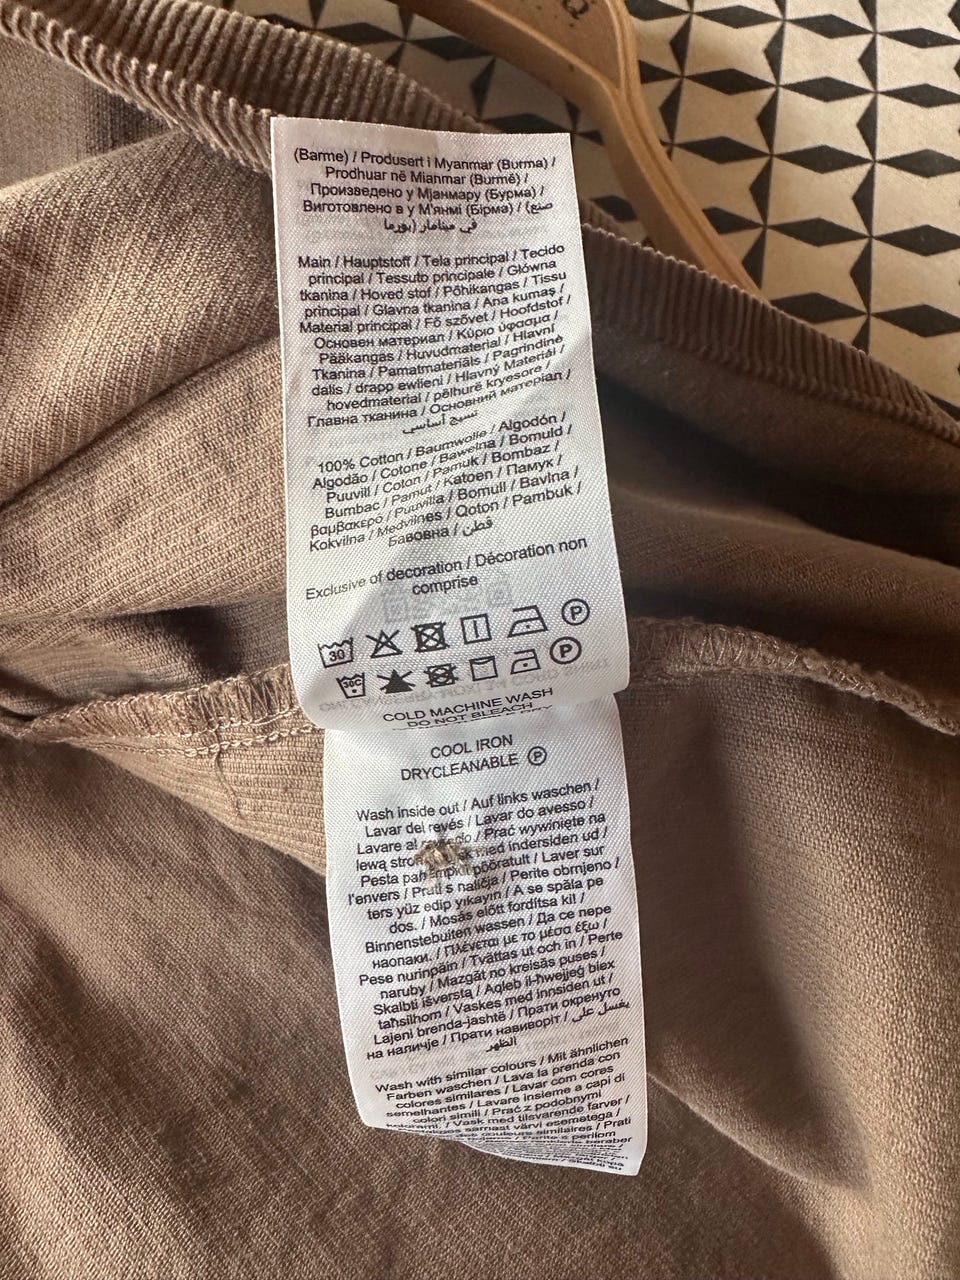 (Barme) / Produsert i Myanmar (Burma) /
Prodhuar në Mianmar (Burmë) /
Произведено у Мјанмару (Бурма) /
Виготовлено в у М'янмі (Бірма) / (صنع
في ميانمار (بورما
Main / Hauptstoff / Tela principal / Tecido
principal / Tessuto principale / Główna
tkanina / Hoved stof / Põhikangas / Tissu
principal / Glavna tkanina / Ana kumaş /
Material principal / Fő szővet / Hoofdstof /
Основен материал / Κύριο ύφασμα /
Pääkangas / Huvudmaterial / Hlavní
Tkanina / Pamatmateriāls / Pagrindinė
dalis / drapp ewlieni / Hlavný Materiál /
hovedmaterial / pëlhurë kryesore /
Главна тканина / Основний матеріал /
نسيج أساسي
100% Cotton / Baumwolle / Algodón /
Algodão / Cotone / Bawełna / Bomuld /
Puuvill / Coton / Pamuk / Bombaz /
Bumbac / Pamut / Katoen / Памук /
Βαμβακερό / Puuvilla / Bomull / Bavlna /
Kokvilna / Medvilnės / Qoton / Pambuk /
Бавовна / قطن
Exclusive of decoration / Décoration non
comprise
30 P
30C P
COLD MACHINE WASH
DO NOT BLEACH
COOL IRON
DRYCLEANABLE P
Wash inside out / Auf links waschen /
Lavar del revés / Lavar do avesso /
Lavare al / Prać wywinięte na
lewą med indersiden ud /
Pesta pööratult / Laver sur
l'envers / Prati s naličja / Perite obrnjeno /
ters yüz edip yıkayın / A se spăla pe
dos. / Mosás előtt fordítsa ki! /
Binnenstebuiten wassen / Да се пере
наопаки. / Πλένεται με το μέσα έξω /
Pese nurinpäin / Tvättas ut och in / Perte
naruby / Mazgāt no kreisās puses /
Skalbti išverstą / Aqleb il-ħwejjeġ biex
taħsilhom / Vaskes med innsiden ut /
Lajeni brenda-jashtë / Прати окренуто
на наличје / Прати навиворіт / يغسل على
الظهر
Wash with similar colours / Mit ähnlichen
Farben waschen / Lava la prenda con
colores similares / Lavar com cores
semelhantes / Lavare insieme a capi di
colori simili / Prać z podobnymi
kolorami. / Vask med tilsvarende farver /
samast värvi esemetega /
couleurs similaires / Prati